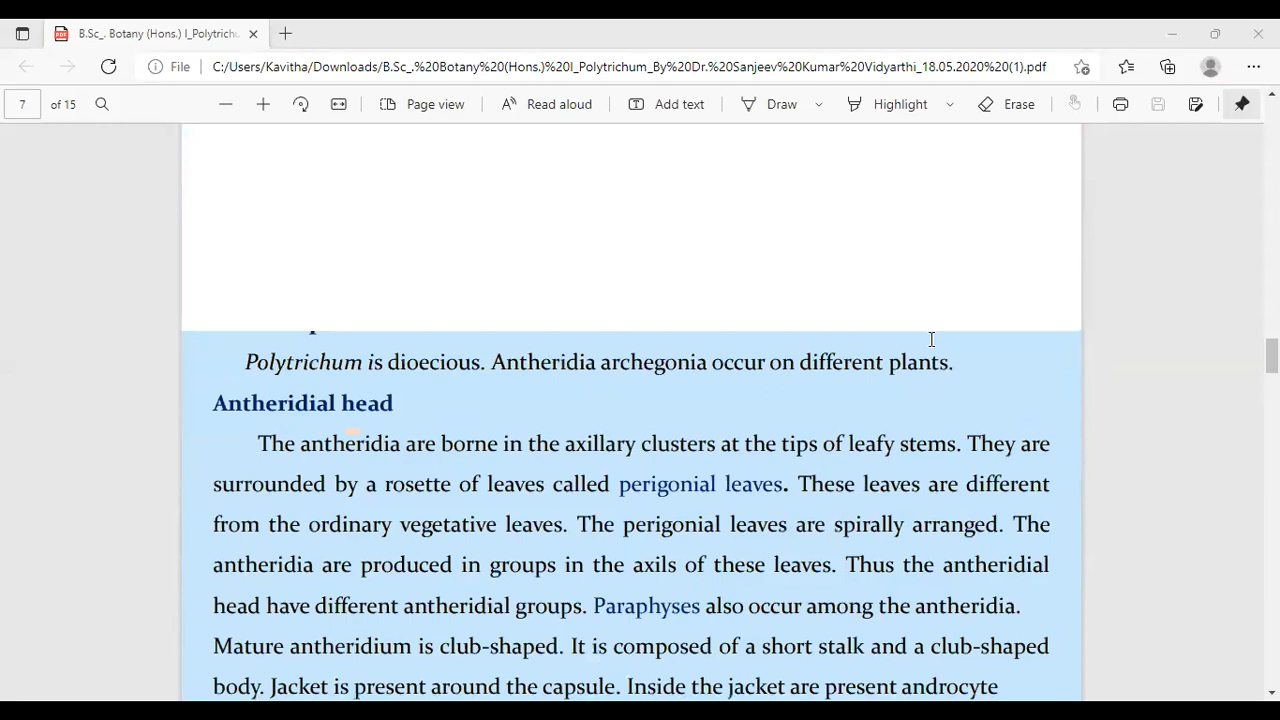 B.Sc_. Botany (Hons.) I_Polytrich
File C:/Users/Kavitha/Downloads/B.Sc_.%20Botany%20(Hons.)%20I_Polytrichum_By%20Dr.%20Sanjeev%20Kumar%20Vidyarthi_18.05.2020%20(1).pdf
7 of 15 Page view Read aloud Add text Draw Highlight Erase
Polytrichum is dioecious. Antheridia archegonia occur on different plants.
Antheridial head
The antheridia are borne in the axillary clusters at the tips of leafy stems. They are
surrounded by a rosette of leaves called perigonial leaves. These leaves are different
from the ordinary vegetative leaves. The perigonial leaves are spirally arranged. The
antheridia are produced in groups in the axils of these leaves. Thus the antheridial
head have different antheridial groups. Paraphyses also occur among the antheridia.
Mature antheridium is club-shaped. It is composed of a short stalk and a club-shaped
body. Jacket is present around the capsule. Inside the jacket are present androcyte